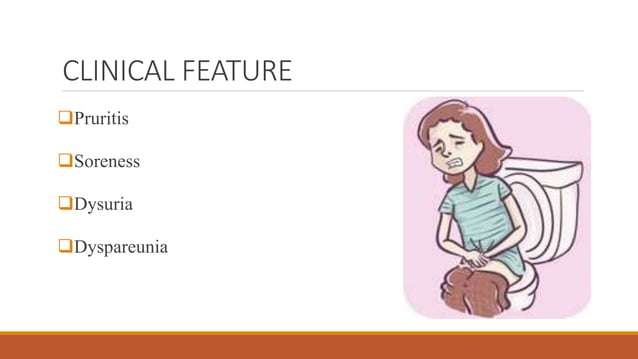 CLINICAL FEATURE
❑Pruritis
❑Soreness
❑Dysuria
❑Dyspareunia